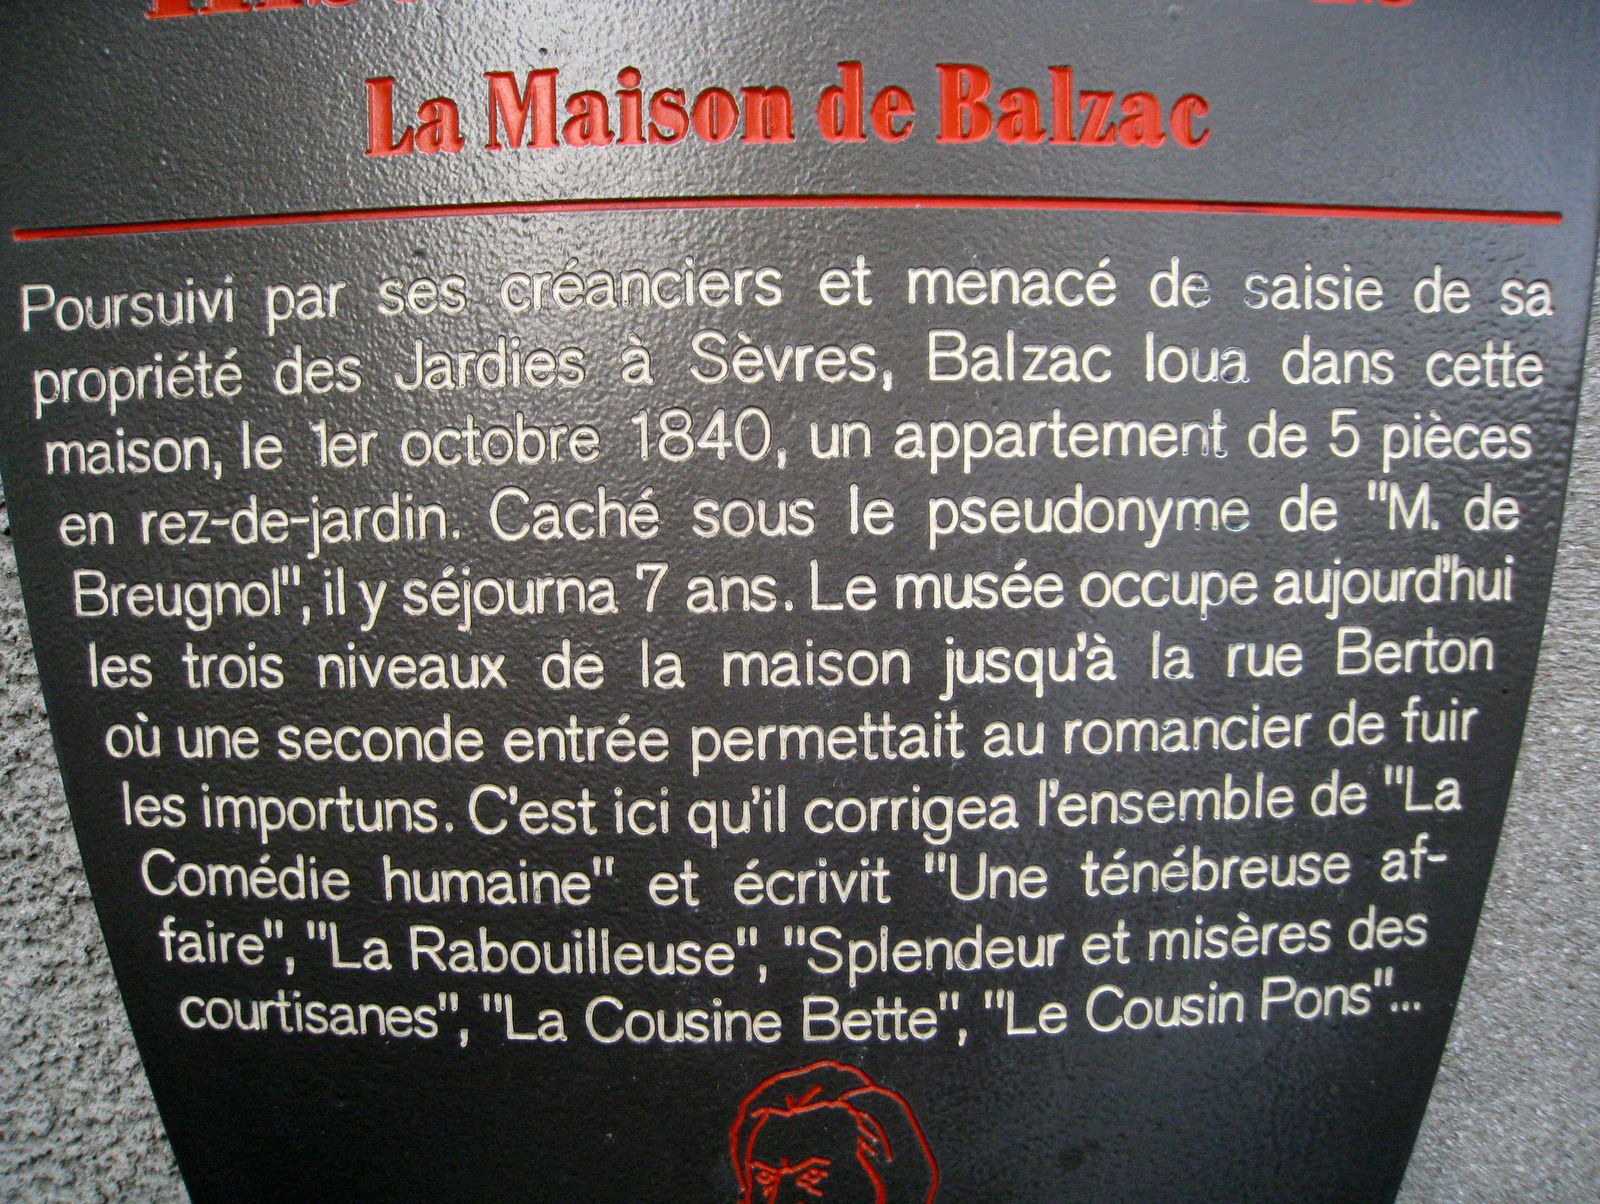 La Maison de Balzac
Poursuivi par ses créanciers et menacé de saisie de sa
propriété des Jardies à Sèvres, Balzac loua dans cette
maison, le 1er octobre 1840, un appartement de 5 pièces
en rez-de-jardin. Caché sous le pseudonyme de "M. de
Breugnol", il y séjourna 7 ans. Le musée occupe aujourd'hui
les trois niveaux de la maison jusqu'à la rue Berton
où une seconde entrée permettait au romancier de fuir
les importuns. C'est ici qu'il corrigea l'ensemble de "La
Comédie humaine" et écrivit "Une ténébreuse af-
faire", "La Rabouilleuse", "Splendeur et misères des
courtisanes", "La Cousine Bette", "Le Cousin Pons"...